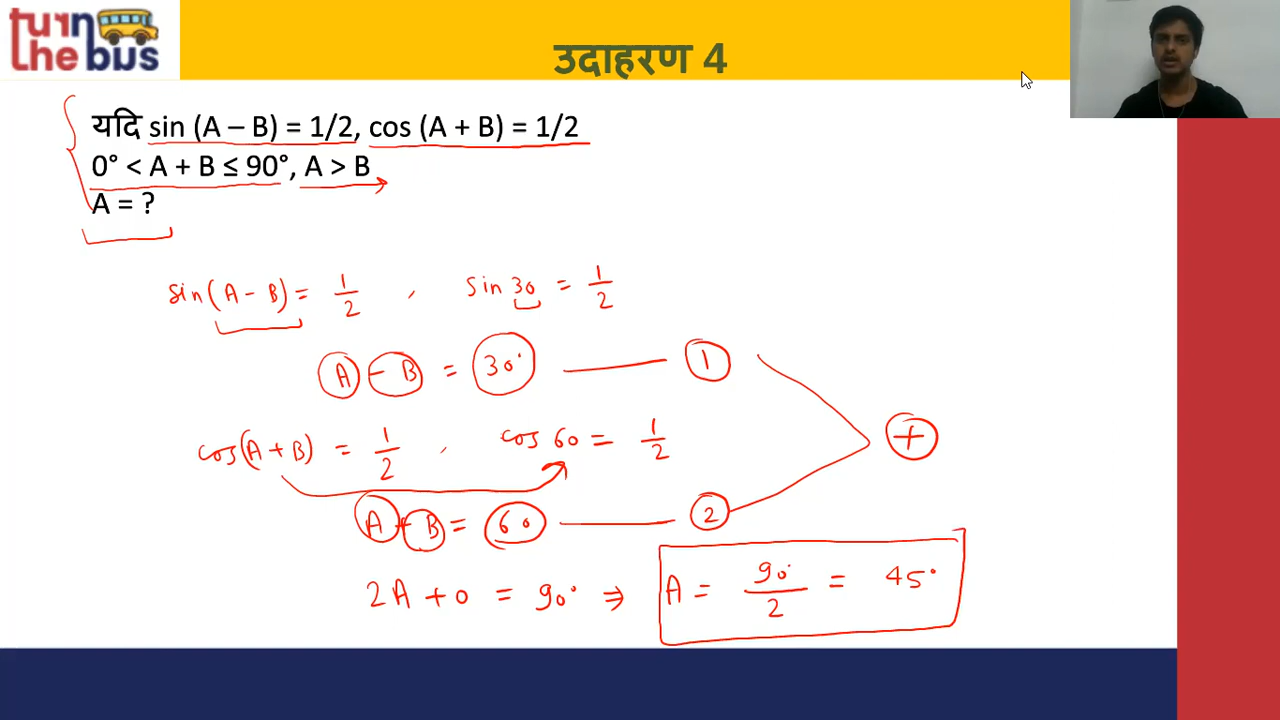 turn
the bus
उदाहरण 4
यदि sin (A – B) = 1/2, cos (A + B) = 1/2
0° < A + B ≤ 90°, A > B
A = ?
sin(A - B) = 1/2 , sin 30 = 1/2
A - B = 30° 1
+
cos(A + B) = 1/2 , cos 60 = 1/2
A + B = 60 2
2A + 0 = 90° ⇒ A = 90°/2 = 45°